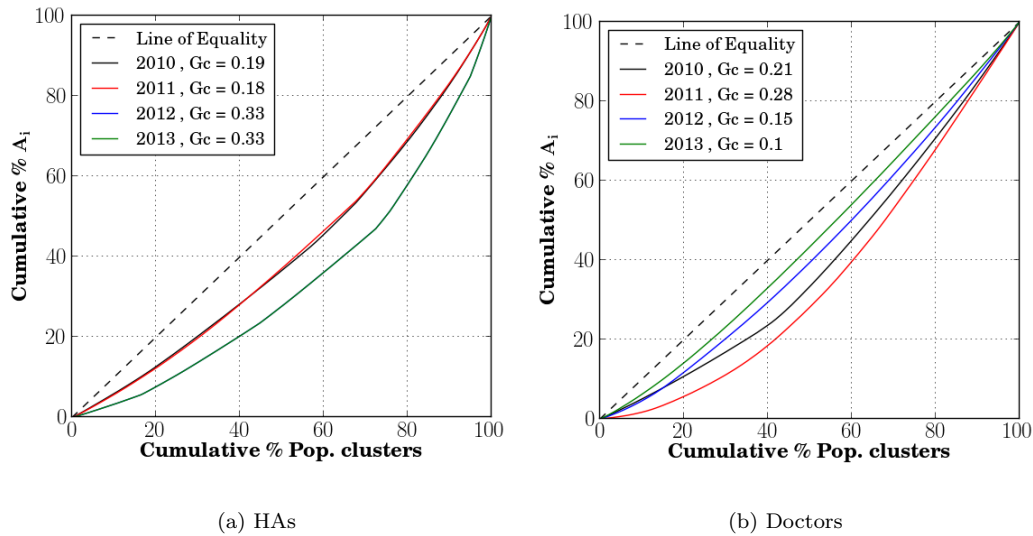 100
80
60
40
20
0
Cumulative % A_i
Line of Equality
2010 , Gc = 0.19
2011 , Gc = 0.18
2012 , Gc = 0.33
2013 , Gc = 0.33
0 20 40 60 80 100
Cumulative % Pop. clusters
(a) HAs
100
80
60
40
20
0
Cumulative % A_i
Line of Equality
2010 , Gc = 0.21
2011 , Gc = 0.28
2012 , Gc = 0.15
2013 , Gc = 0.1
0 20 40 60 80 100
Cumulative % Pop. clusters
(b) Doctors